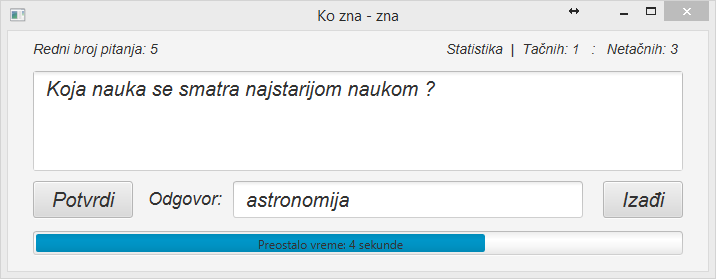 Ko zna - zna
Redni broj pitanja: 5
Statistika | Tačnih: 1 : Netačnih: 3
Koja nauka se smatra najstarijom naukom ?
Potvrdi
Odgovor:
astronomija
Izađi
Preostalo vreme: 4 sekunde